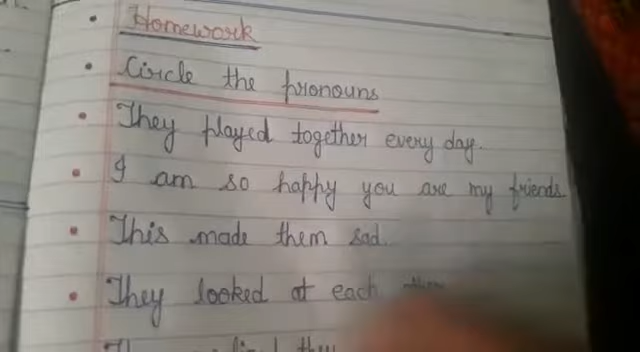 Homework
Circle the pronouns
They played together every day.
I am so happy you are my friends
This made them sad.
They looked at each